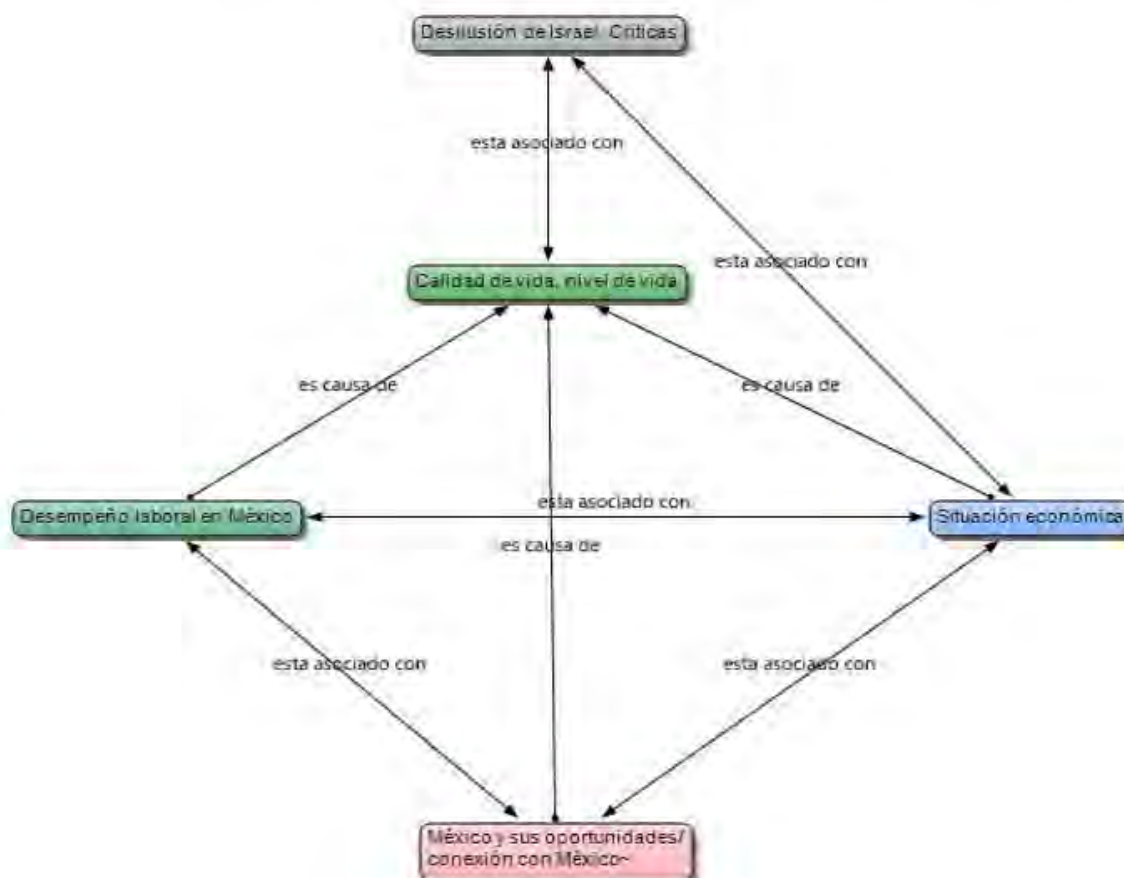 Desilusión de Israel. Críticas
esta asociado con
esta asociado con
Calidad de vida, nivel de vida
es causa de
es causa de
esta asociado con
Desempeño laboral en México
Situación económica
es causa de
esta asociado con
esta asociado con
México y sus oportunidades/
conexión con México~